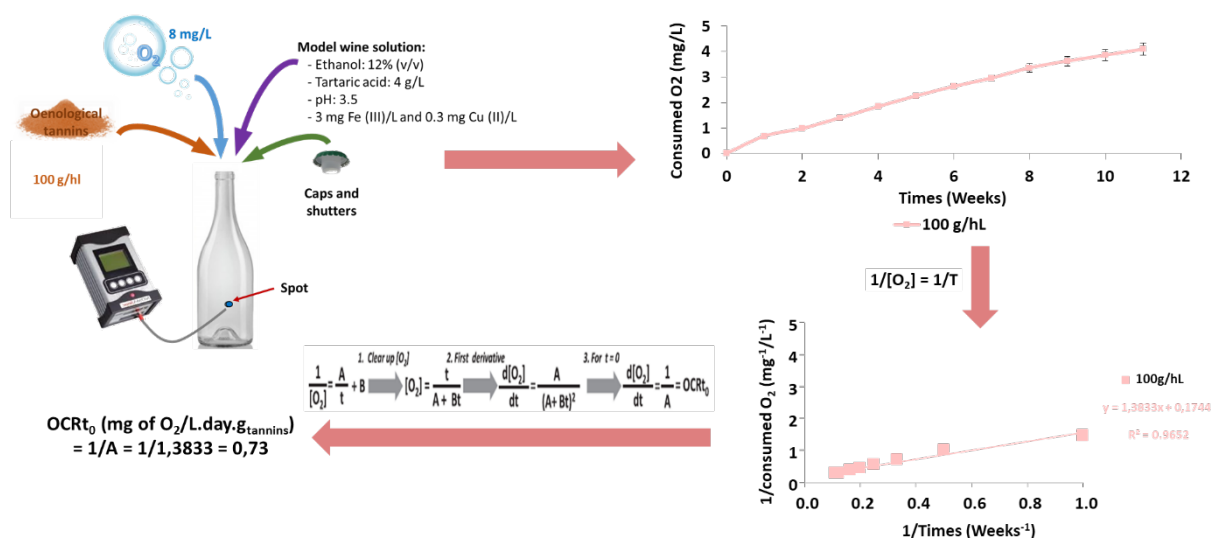 8 mg/L
O2
Oenological
tannins
100 g/hl
Model wine solution:
- Ethanol: 12% (v/v)
- Tartaric acid: 4 g/L
- pH: 3.5
- 3 mg Fe (III)/L and 0.3 mg Cu (II)/L
Caps and
shutters
Spot
Consumed O2 (mg/L)
5
4
3
2
1
0
0 2 4 6 8 10 12
Times (Weeks)
100 g/hL
1/[O₂] = 1/T
1/consumed O₂ (mg⁻¹/L⁻¹)
5
4
3
2
1
0
0.0 0.2 0.4 0.6 0.8 1.0
1/Times (Weeks⁻¹)
100g/hL
y = 1,3833x + 0,1744
R² = 0.9652
1. Clear up [O₂] 2. First derivative 3. For t = 0
1/[O₂] = A/t + B [O₂] = t/(A + Bt) d[O₂]/dt = A/(A+ Bt)² d[O₂]/dt = 1/A = OCRt₀
OCRt₀ (mg of O₂/L.day.g tannins)
= 1/A = 1/1,3833 = 0,73